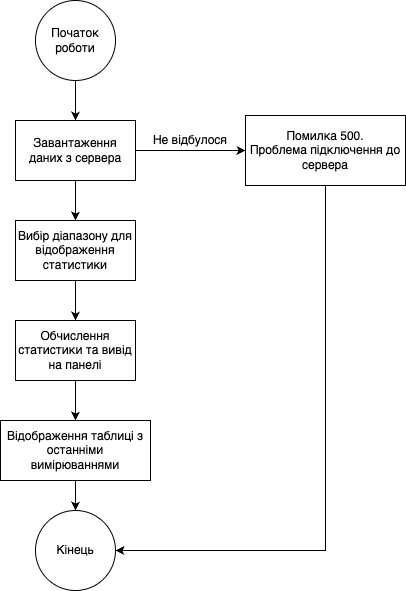 Початок
роботи
Завантаження
даних з сервера
Не відбулося
Помилка 500.
Проблема підключення до
сервера
Вибір діапазону для
відображення
статистики
Обчислення
статистики та вивід
на панелі
Відображення таблиці з
останніми
вимірюваннями
Кінець